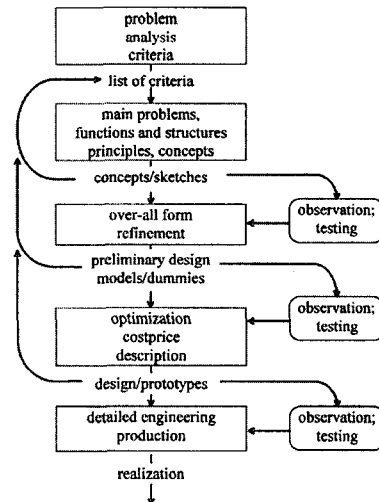 problem
analysis
criteria
list of criteria
main problems,
functions and structures
principles, concepts
concepts/sketches
over-all form
refinement
observation;
testing
preliminary design
models/dummies
optimization
costprice
description
observation;
testing
design/prototypes
detailed engineering
production
observation;
testing
realization